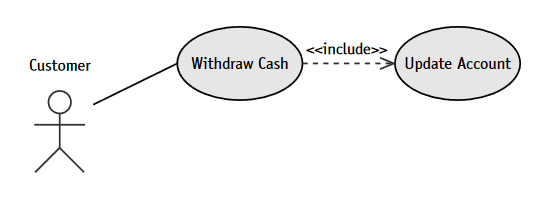 <<include>>
Customer
Withdraw Cash
Update Account